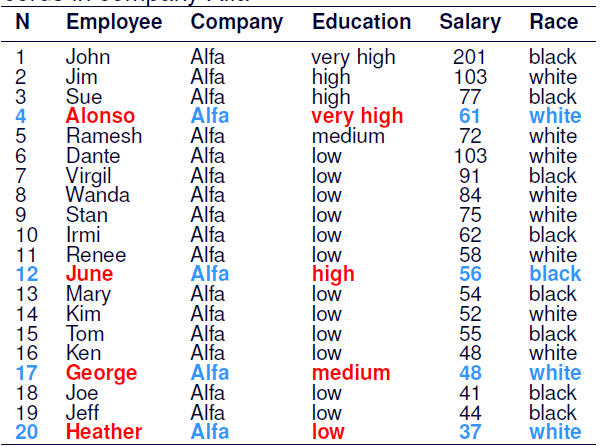 N Employee Company Education Salary Race
1 John Alfa very high 201 black
2 Jim Alfa high 103 white
3 Sue Alfa high 77 black
4 Alonso Alfa very high 61 white
5 Ramesh Alfa medium 72 white
6 Dante Alfa low 103 white
7 Virgil Alfa low 91 black
8 Wanda Alfa low 84 white
9 Stan Alfa low 75 white
10 Irmi Alfa low 62 black
11 Renee Alfa low 58 white
12 June Alfa high 56 black
13 Mary Alfa low 54 black
14 Kim Alfa low 52 white
15 Tom Alfa low 55 black
16 Ken Alfa low 48 white
17 George Alfa medium 48 white
18 Joe Alfa low 41 black
19 Jeff Alfa low 44 black
20 Heather Alfa low 37 white